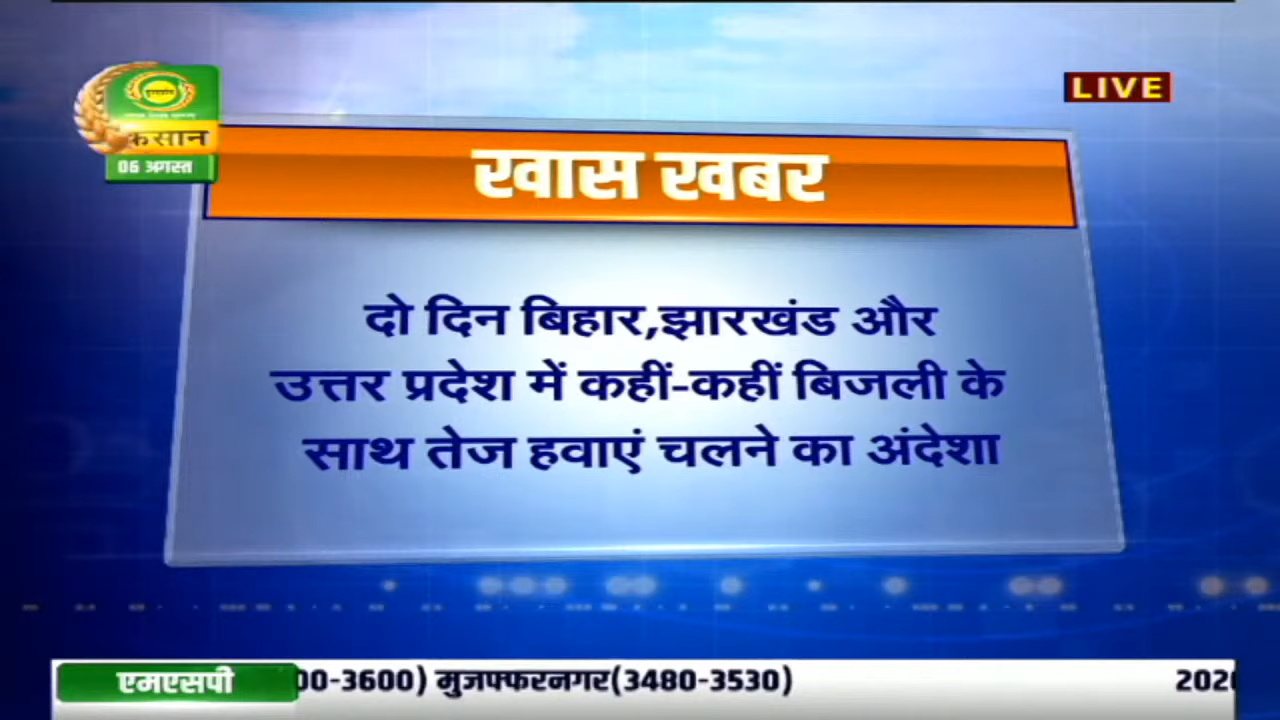 LIVE
किसान
06 अगस्त
खास खबर
दो दिन बिहार,झारखंड और
उत्तर प्रदेश में कहीं-कहीं बिजली के
साथ तेज हवाएं चलने का अंदेशा
एमएसपी
00-3600) मुजफ्फरनगर(3480-3530)